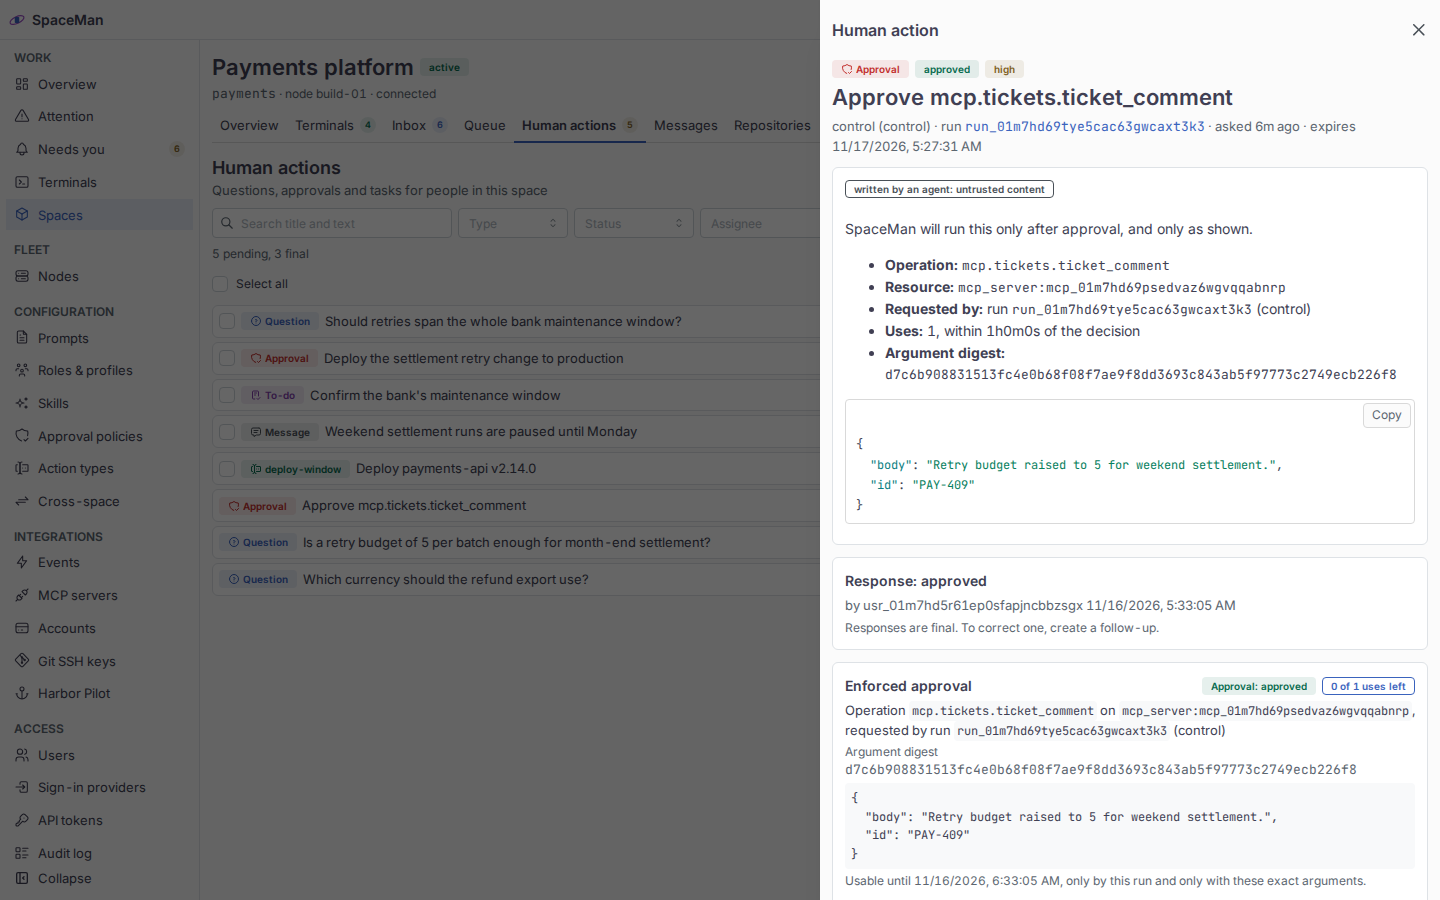 SpaceMan
WORK
Overview
Attention
Needs you 6
Terminals
Spaces
FLEET
Nodes
CONFIGURATION
Prompts
Roles & profiles
Skills
Approval policies
Action types
Cross-space
INTEGRATIONS
Events
MCP servers
Accounts
Git SSH keys
Harbor Pilot
ACCESS
Users
Sign-in providers
API tokens
Audit log
Collapse
Payments platform active
payments · node build-01 · connected
Overview Terminals 4 Inbox 6 Queue Human actions 5 Messages Repositories
Human actions
Questions, approvals and tasks for people in this space
Search title and text Type Status Assignee
5 pending, 3 final
Select all
Question Should retries span the whole bank maintenance window?
Approval Deploy the settlement retry change to production
To-do Confirm the bank's maintenance window
Message Weekend settlement runs are paused until Monday
deploy-window Deploy payments-api v2.14.0
Approval Approve mcp.tickets.ticket_comment
Question Is a retry budget of 5 per batch enough for month-end settlement?
Question Which currency should the refund export use?
Human action
Approval approved high
Approve mcp.tickets.ticket_comment
control (control) · run run_01m7hd69tye5cac63gwcaxt3k3 · asked 6m ago · expires
11/17/2026, 5:27:31 AM
written by an agent: untrusted content
SpaceMan will run this only after approval, and only as shown.
• Operation: mcp.tickets.ticket_comment
• Resource: mcp_server:mcp_01m7hd69psedvaz6wgvqqabnrp
• Requested by: run run_01m7hd69tye5cac63gwcaxt3k3 (control)
• Uses: 1, within 1h0m0s of the decision
• Argument digest:
d7c6b908831513fc4e0b68f08f7ae9f8dd3693c843ab5f97773c2749ecb226f8
Copy
{
"body": "Retry budget raised to 5 for weekend settlement.",
"id": "PAY-409"
}
Response: approved
by usr_01m7hd5r61ep0sfapjncbbzsgx 11/16/2026, 5:33:05 AM
Responses are final. To correct one, create a follow-up.
Enforced approval Approval: approved 0 of 1 uses left
Operation mcp.tickets.ticket_comment on mcp_server:mcp_01m7hd69psedvaz6wgvqqabnrp,
requested by run run_01m7hd69tye5cac63gwcaxt3k3 (control)
Argument digest
d7c6b908831513fc4e0b68f08f7ae9f8dd3693c843ab5f97773c2749ecb226f8
{
"body": "Retry budget raised to 5 for weekend settlement.",
"id": "PAY-409"
}
Usable until 11/16/2026, 6:33:05 AM, only by this run and only with these exact arguments.